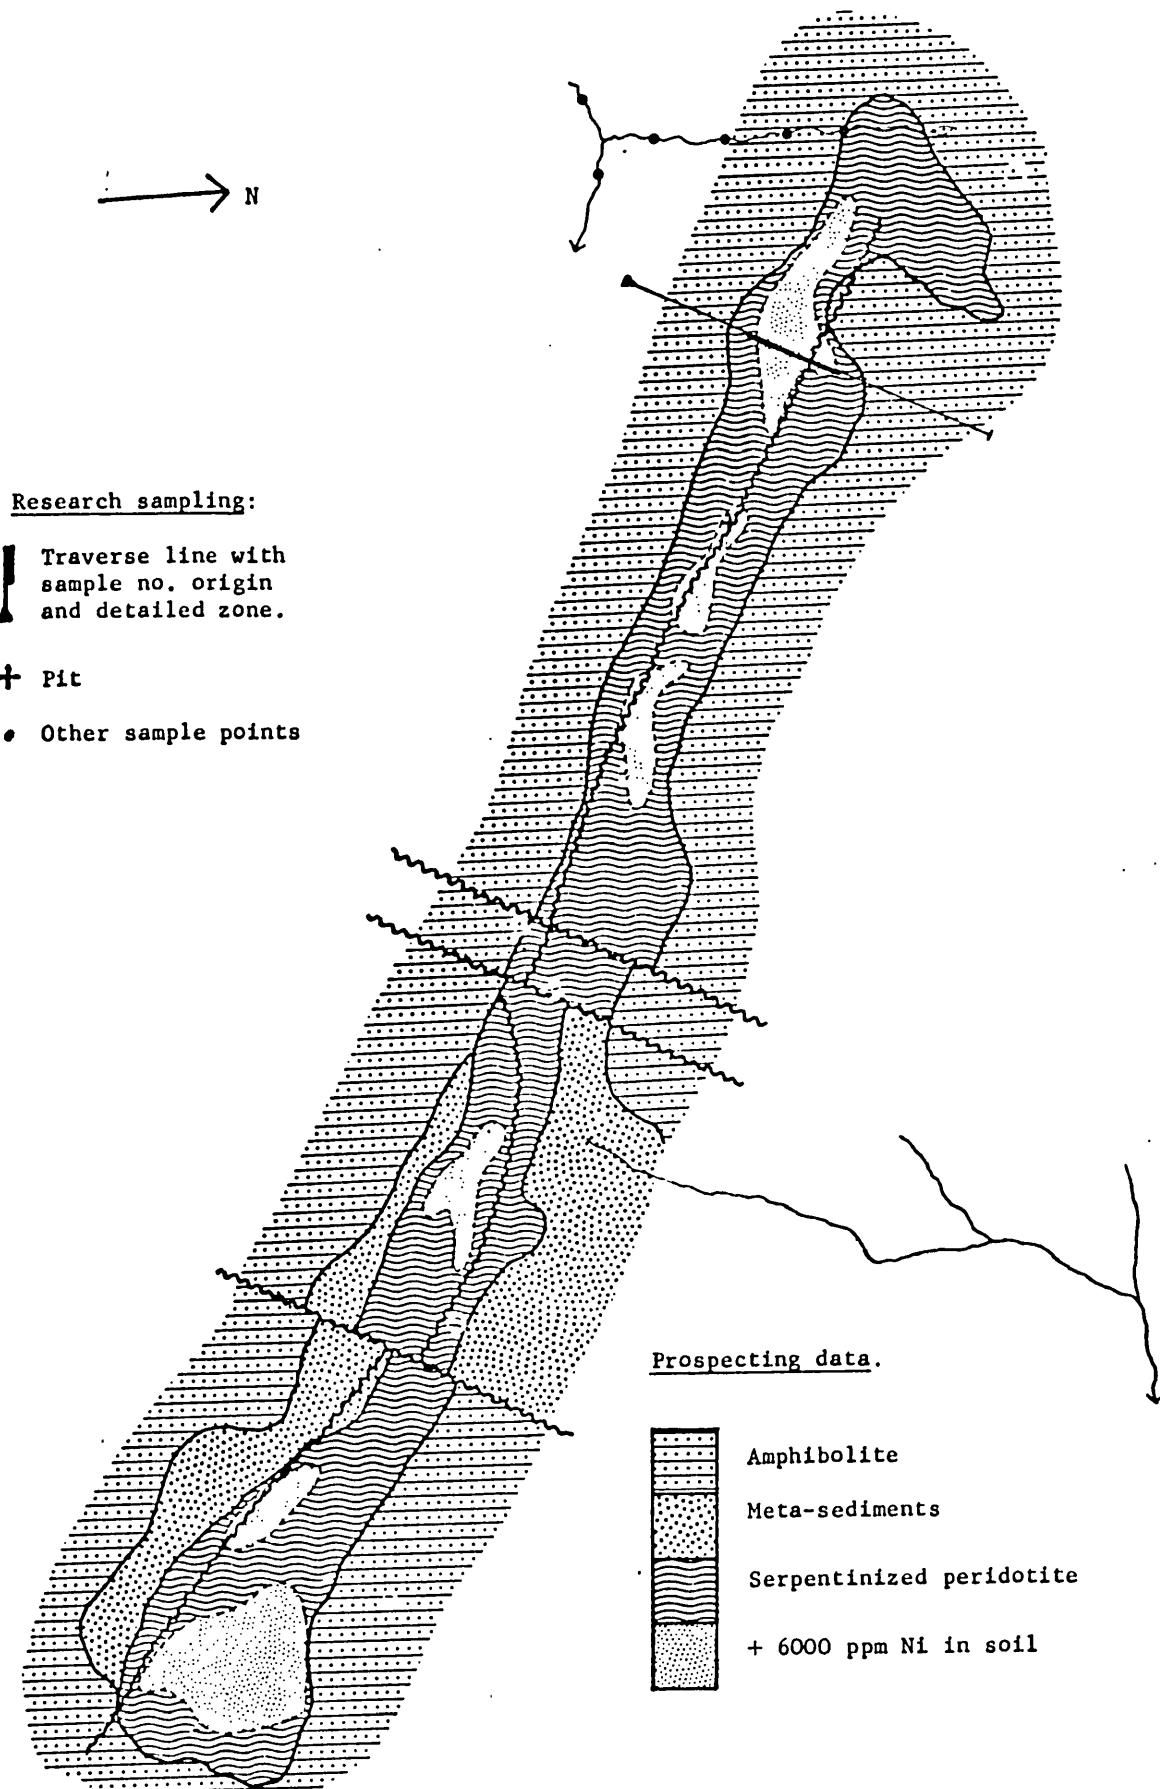 N
Research sampling:
Traverse line with
sample no. origin
and detailed zone.
Pit
Other sample points
Prospecting data.
Amphibolite
Meta-sediments
Serpentinized peridotite
+ 6000 ppm Ni in soil